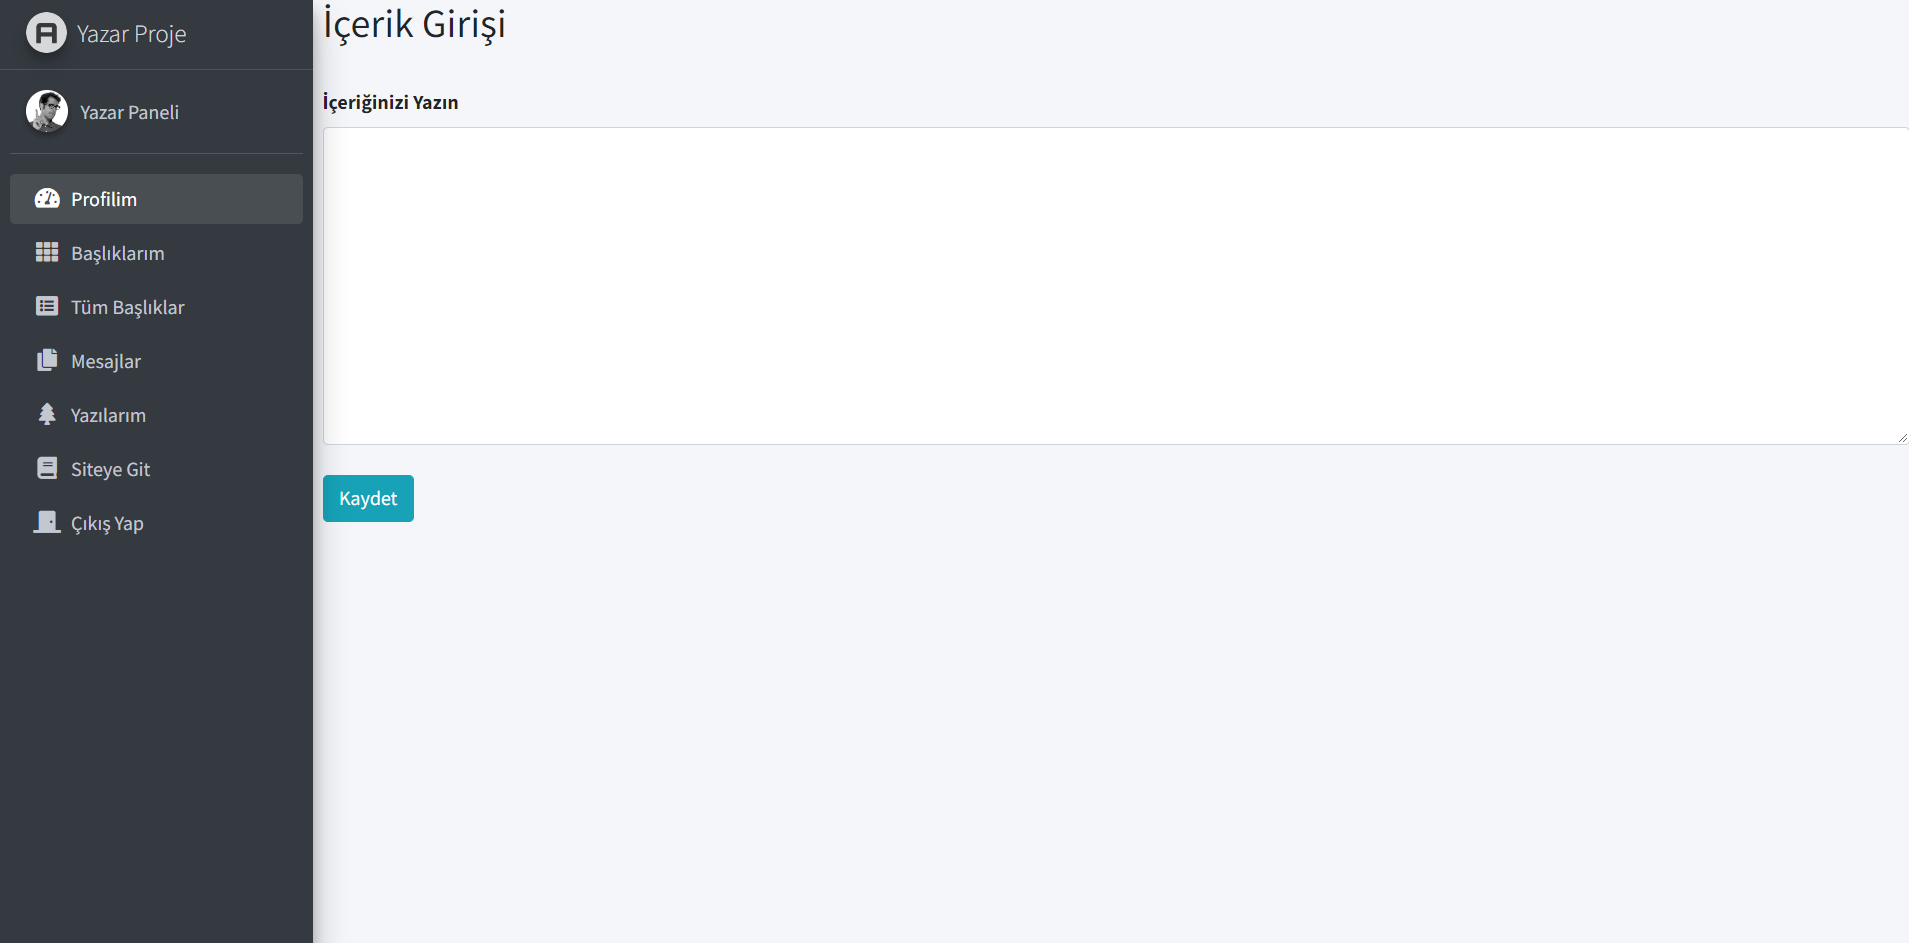 Yazar Proje
Yazar Paneli
Profilim
Başlıklarım
Tüm Başlıklar
Mesajlar
Yazılarım
Siteye Git
Çıkış Yap
İçerik Girişi
İçeriğinizi Yazın
Kaydet